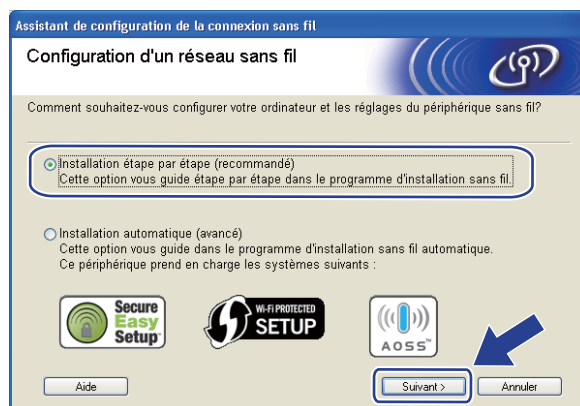 Assistant de configuration de la connexion sans fil
Configuration d'un réseau sans fil
Comment souhaitez-vous configurer votre ordinateur et les réglages du périphérique sans fil?
Installation étape par étape (recommandé)
Cette option vous guide étape par étape dans le programme d'installation sans fil.
Installation automatique (avancé)
Cette option vous guide dans le programme d'installation sans fil automatique.
Ce périphérique prend en charge les systèmes suivants :
Secure
Easy
Setup™
WI-FI PROTECTED
SETUP
AOSS™
Aide
Suivant >
Annuler